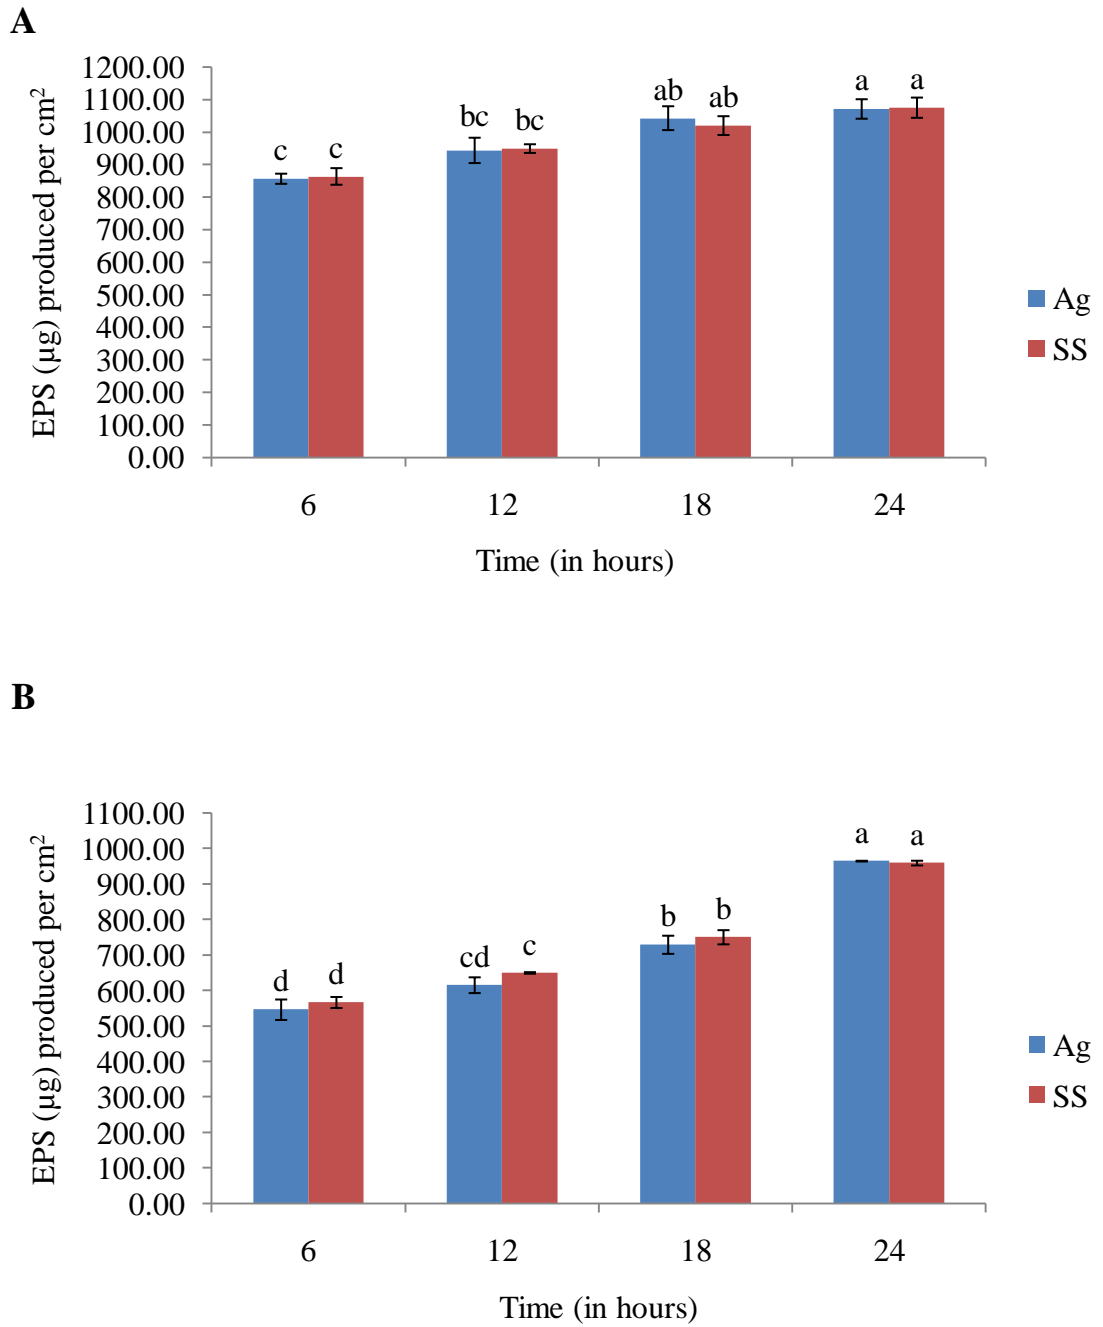 A
1200.00
1100.00
1000.00
900.00
800.00
700.00
600.00
500.00
400.00
300.00
200.00
100.00
0.00
EPS (µg) produced per cm²
c c bc bc ab ab a a
6 12 18 24
Time (in hours)
Ag
SS
B
1100.00
1000.00
900.00
800.00
700.00
600.00
500.00
400.00
300.00
200.00
100.00
0.00
EPS (µg) produced per cm²
d d cd c b b a a
6 12 18 24
Time (in hours)
Ag
SS